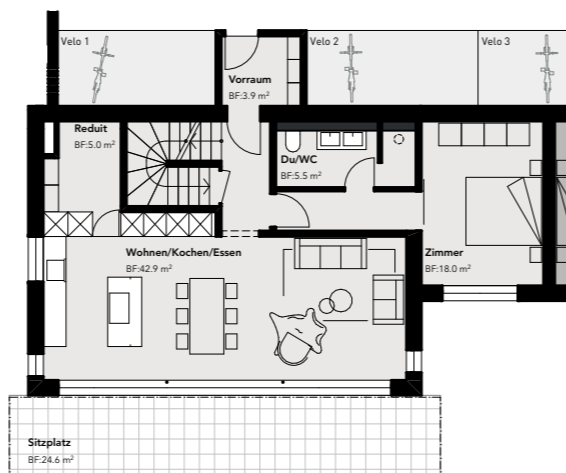 Velo 1
Velo 2
Velo 3
Vorraum
BF:3.9 m²
Reduit
BF:5.0 m²
Du/WC
BF:5.5 m²
Wohnen/Kochen/Essen
BF:42.9 m²
Zimmer
BF:18.0 m²
Sitzplatz
BF:24.6 m²